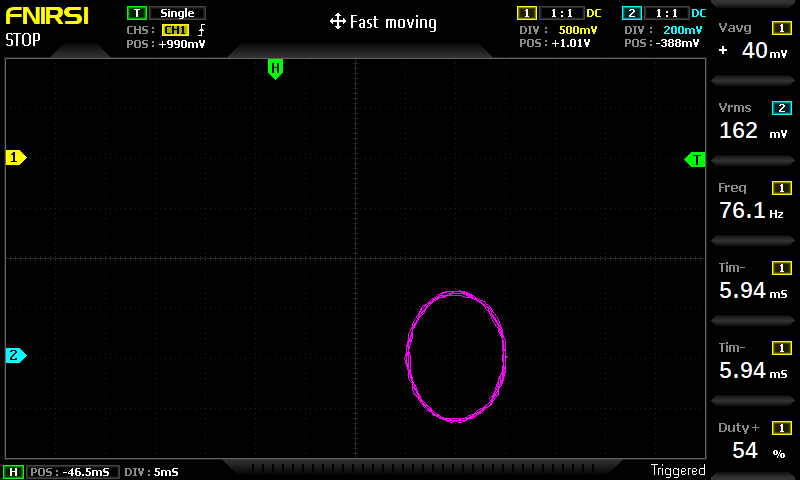 FNIRSI
STOP
T Single
CHS: CH1
POS: +990mV
Fast moving
1 1:1 DC
DIV: 500mV
POS: +1.01V
2 1:1 DC
DIV: 200mV
POS: -388mV
H
1
T
2
Vavg 1
+ 40mV
Vrms 2
162 mV
Freq 1
76.1 Hz
Tim- 1
5.94 mS
Tim- 1
5.94 mS
Duty+ 1
54 %
H POS: -46.5mS DIV: 5mS
Triggered